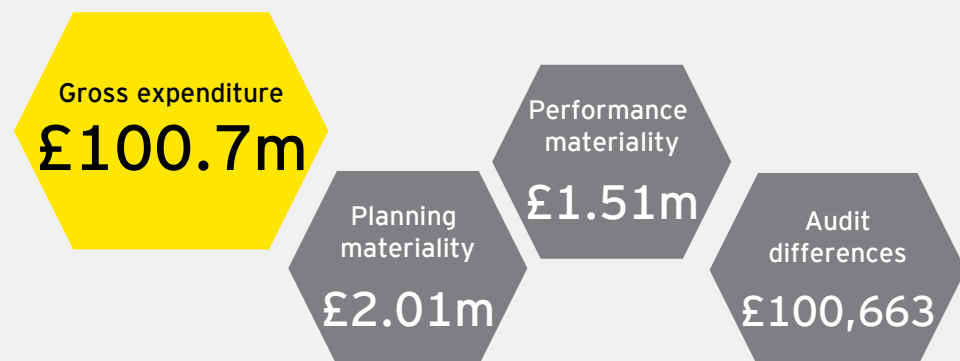 Gross expenditure
£100.7m
Planning
materiality
£2.01m
Performance
materiality
£1.51m
Audit
differences
£100,663